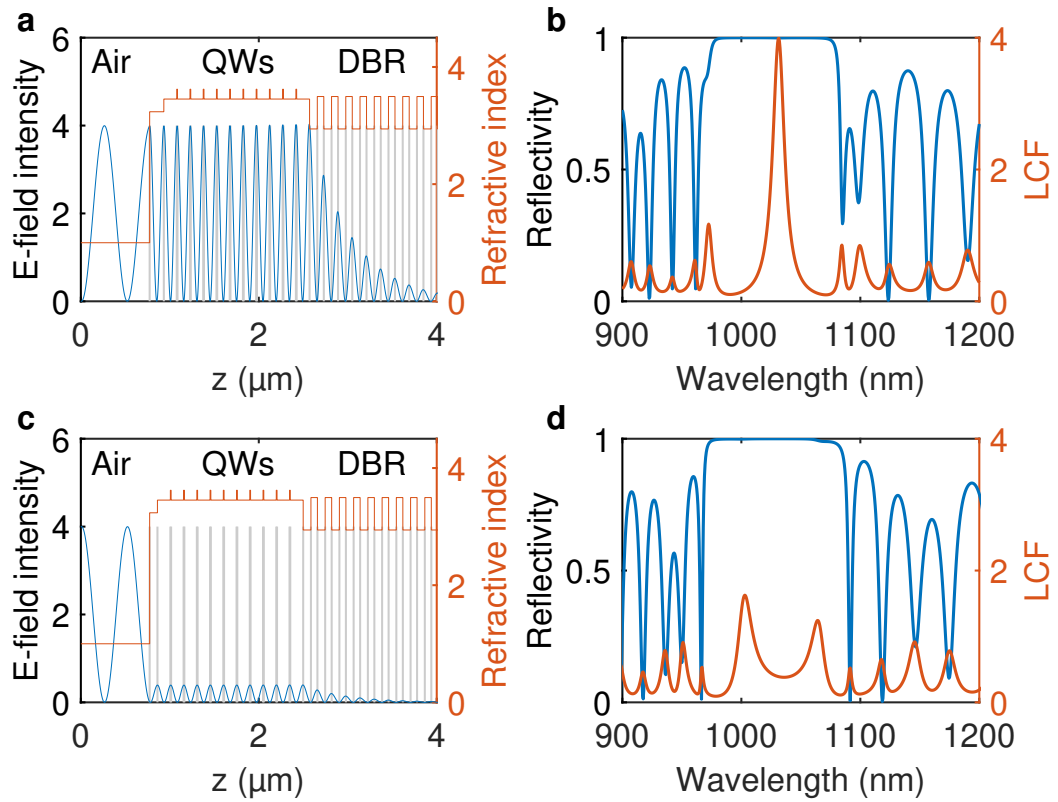 a
Air QWs DBR
6
4
2
0
E-field intensity
4
2
0
Refractive index
0 2 4
z (µm)
b
1
0.5
0
Reflectivity
4
2
0
LCF
900 1000 1100 1200
Wavelength (nm)
c
Air QWs DBR
6
4
2
0
E-field intensity
4
2
0
Refractive index
0 2 4
z (µm)
d
1
0.5
0
Reflectivity
4
2
0
LCF
900 1000 1100 1200
Wavelength (nm)